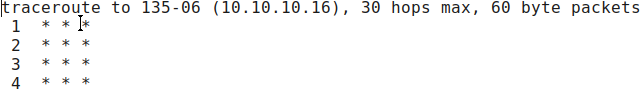 traceroute to 135-06 (10.10.10.16), 30 hops max, 60 byte packets
1 * * *
2 * * *
3 * * *
4 * * *